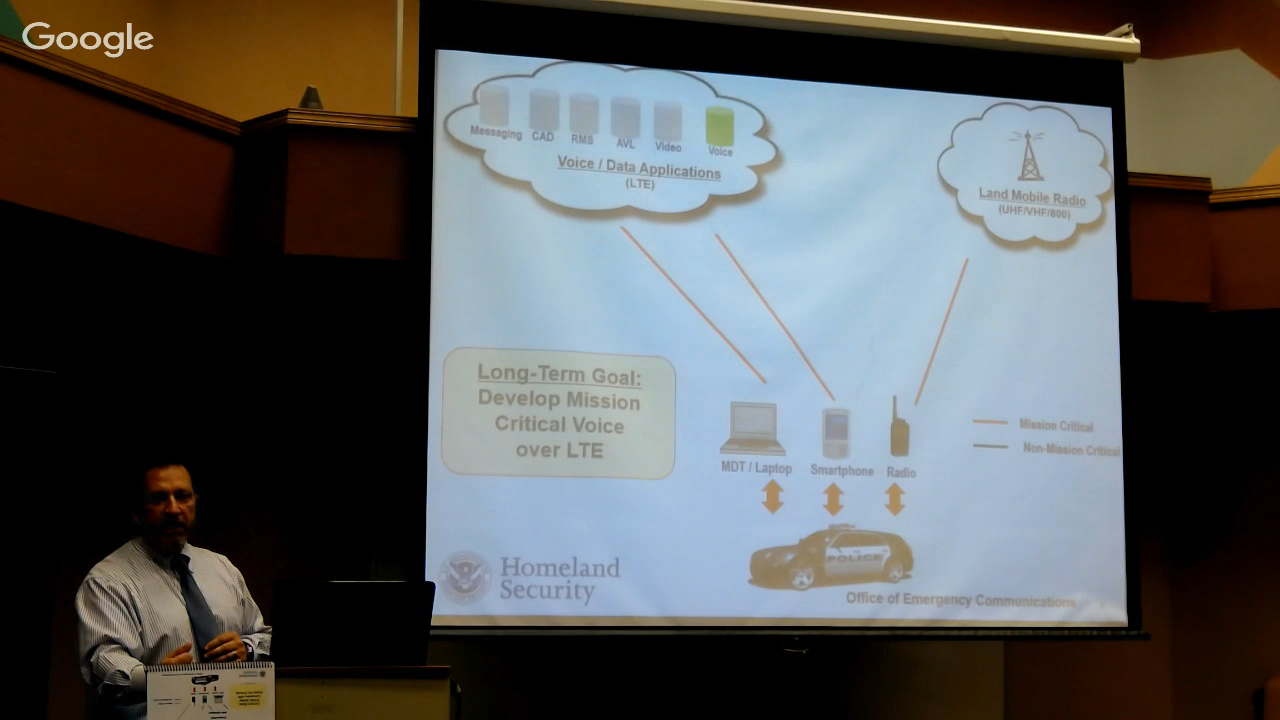 Google
Messaging CAD RMS AVL Video Voice
Voice / Data Applications
(LTE)
Land Mobile Radio
(UHF/VHF/800)
Long-Term Goal:
Develop Mission
Critical Voice
over LTE
Mission Critical
Non-Mission Critical
MDT / Laptop Smartphone Radio
POLICE
Homeland
Security
Office of Emergency Communications